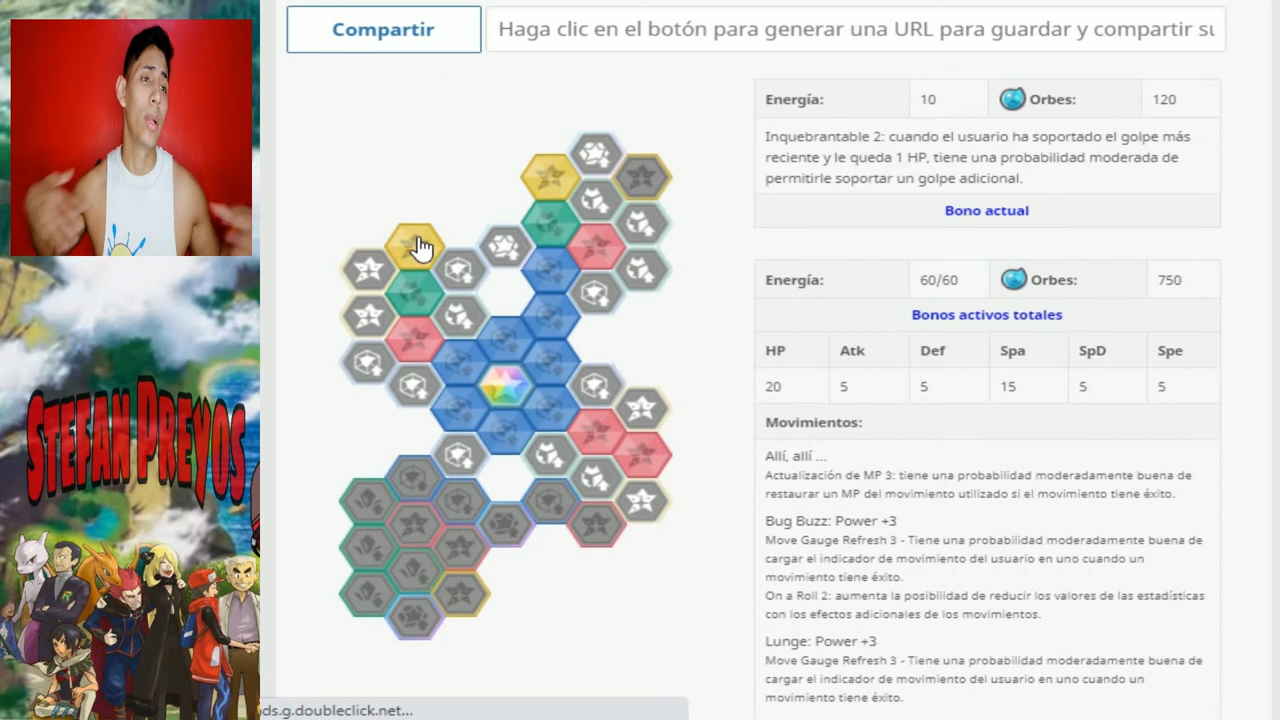 Compartir
Haga clic en el botón para generar una URL para guardar y compartir su
Energía: 10 Orbes: 120
Inquebrantable 2: cuando el usuario ha soportado el golpe más
reciente y le queda 1 HP, tiene una probabilidad moderada de
permitirle soportar un golpe adicional.
Bono actual
Energía: 60/60 Orbes: 750
Bonos activos totales
HP Atk Def Spa SpD Spe
20 5 5 15 5 5
Movimientos:
Allí, allí ...
Actualización de MP 3: tiene una probabilidad moderadamente buena de
restaurar un MP del movimiento utilizado si el movimiento tiene éxito.
Bug Buzz: Power +3
Move Gauge Refresh 3 - Tiene una probabilidad moderadamente buena de
cargar el indicador de movimiento del usuario en uno cuando un
movimiento tiene éxito.
On a Roll 2: aumenta la posibilidad de reducir los valores de las estadísticas
con los efectos adicionales de los movimientos.
Lunge: Power +3
Move Gauge Refresh 3 - Tiene una probabilidad moderadamente buena de
cargar el indicador de movimiento del usuario en uno cuando un
movimiento tiene éxito.
STEFAN PREYOS
ds.g.doubleclick.net...